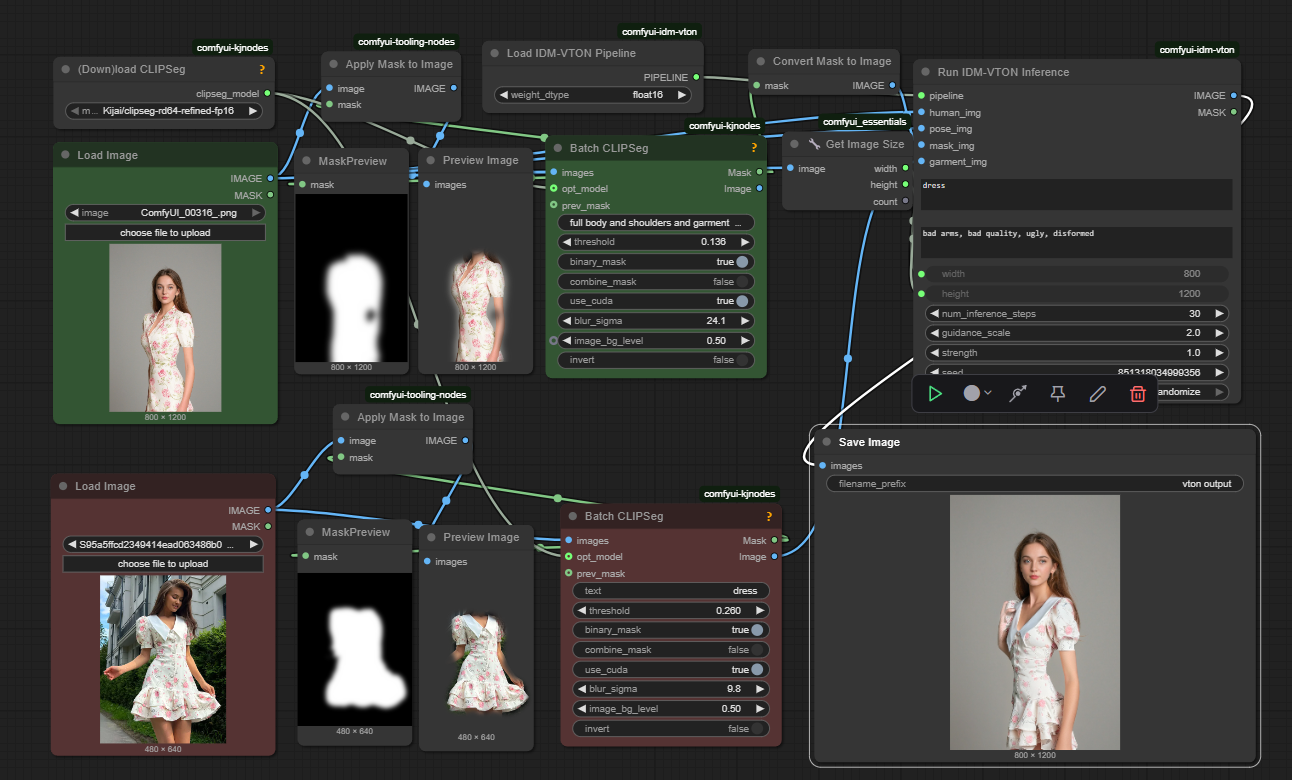 comfyui-kjnodes
(Down)load CLIPSeg
?
clipseg_model
m... Kijai/clipseg-rd64-refined-fp16
comfyui-tooling-nodes
Apply Mask to Image
image IMAGE
mask
comfyui-idm-vton
Load IDM-VTON Pipeline
PIPELINE
weight_dtype float16
Convert Mask to Image
mask IMAGE
comfyui-idm-vton
Run IDM-VTON Inference
pipeline IMAGE
human_img MASK
pose_img
mask_img
garment_img
dress
bad arms, bad quality, ugly, disformed
width 800
height 1200
num_inference_steps 30
guidance_scale 2.0
strength 1.0
seed 851318034999356
andomize
comfyui_essentials
Get Image Size
image width
height
count
Load Image
IMAGE
MASK
image ComfyUI_00316_.png
choose file to upload
800 × 1200
MaskPreview
mask
800 × 1200
Preview Image
images
800 × 1200
comfyui-kjnodes
Batch CLIPSeg
?
images Mask
opt_model Image
prev_mask
full body and shoulders and garment ...
threshold 0.136
binary_mask true
combine_mask false
use_cuda true
blur_sigma 24.1
image_bg_level 0.50
invert false
comfyui-tooling-nodes
Apply Mask to Image
image IMAGE
mask
Load Image
IMAGE
MASK
S95a5ffcd2349414ead063486b0 ...
choose file to upload
480 × 640
MaskPreview
mask
480 × 640
Preview Image
images
480 × 640
comfyui-kjnodes
Batch CLIPSeg
?
images Mask
opt_model Image
prev_mask
text dress
threshold 0.260
binary_mask true
combine_mask false
use_cuda true
blur_sigma 9.8
image_bg_level 0.50
invert false
Save Image
images
filename_prefix vton output
800 × 1200